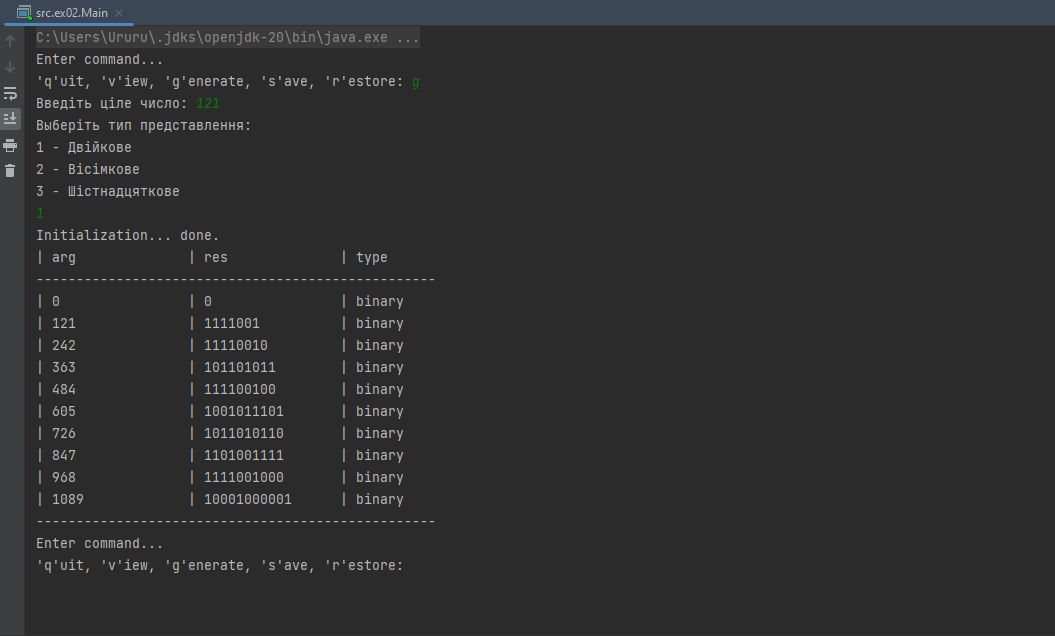 src.ex02.Main
C:\Users\Ururu\.jdks\openjdk-20\bin\java.exe ...
Enter command...
'q'uit, 'v'iew, 'g'enerate, 's'ave, 'r'estore: g
Введіть ціле число: 121
Выберіть тип представлення:
1 - Двійкове
2 - Вісімкове
3 - Шістнадцяткове
1
Initialization... done.
| arg | res | type
--------------------------------------------------
| 0 | 0 | binary
| 121 | 1111001 | binary
| 242 | 11110010 | binary
| 363 | 101101011 | binary
| 484 | 111100100 | binary
| 605 | 1001011101 | binary
| 726 | 1011010110 | binary
| 847 | 1101001111 | binary
| 968 | 1111001000 | binary
| 1089 | 10001000001 | binary
--------------------------------------------------
Enter command...
'q'uit, 'v'iew, 'g'enerate, 's'ave, 'r'estore: